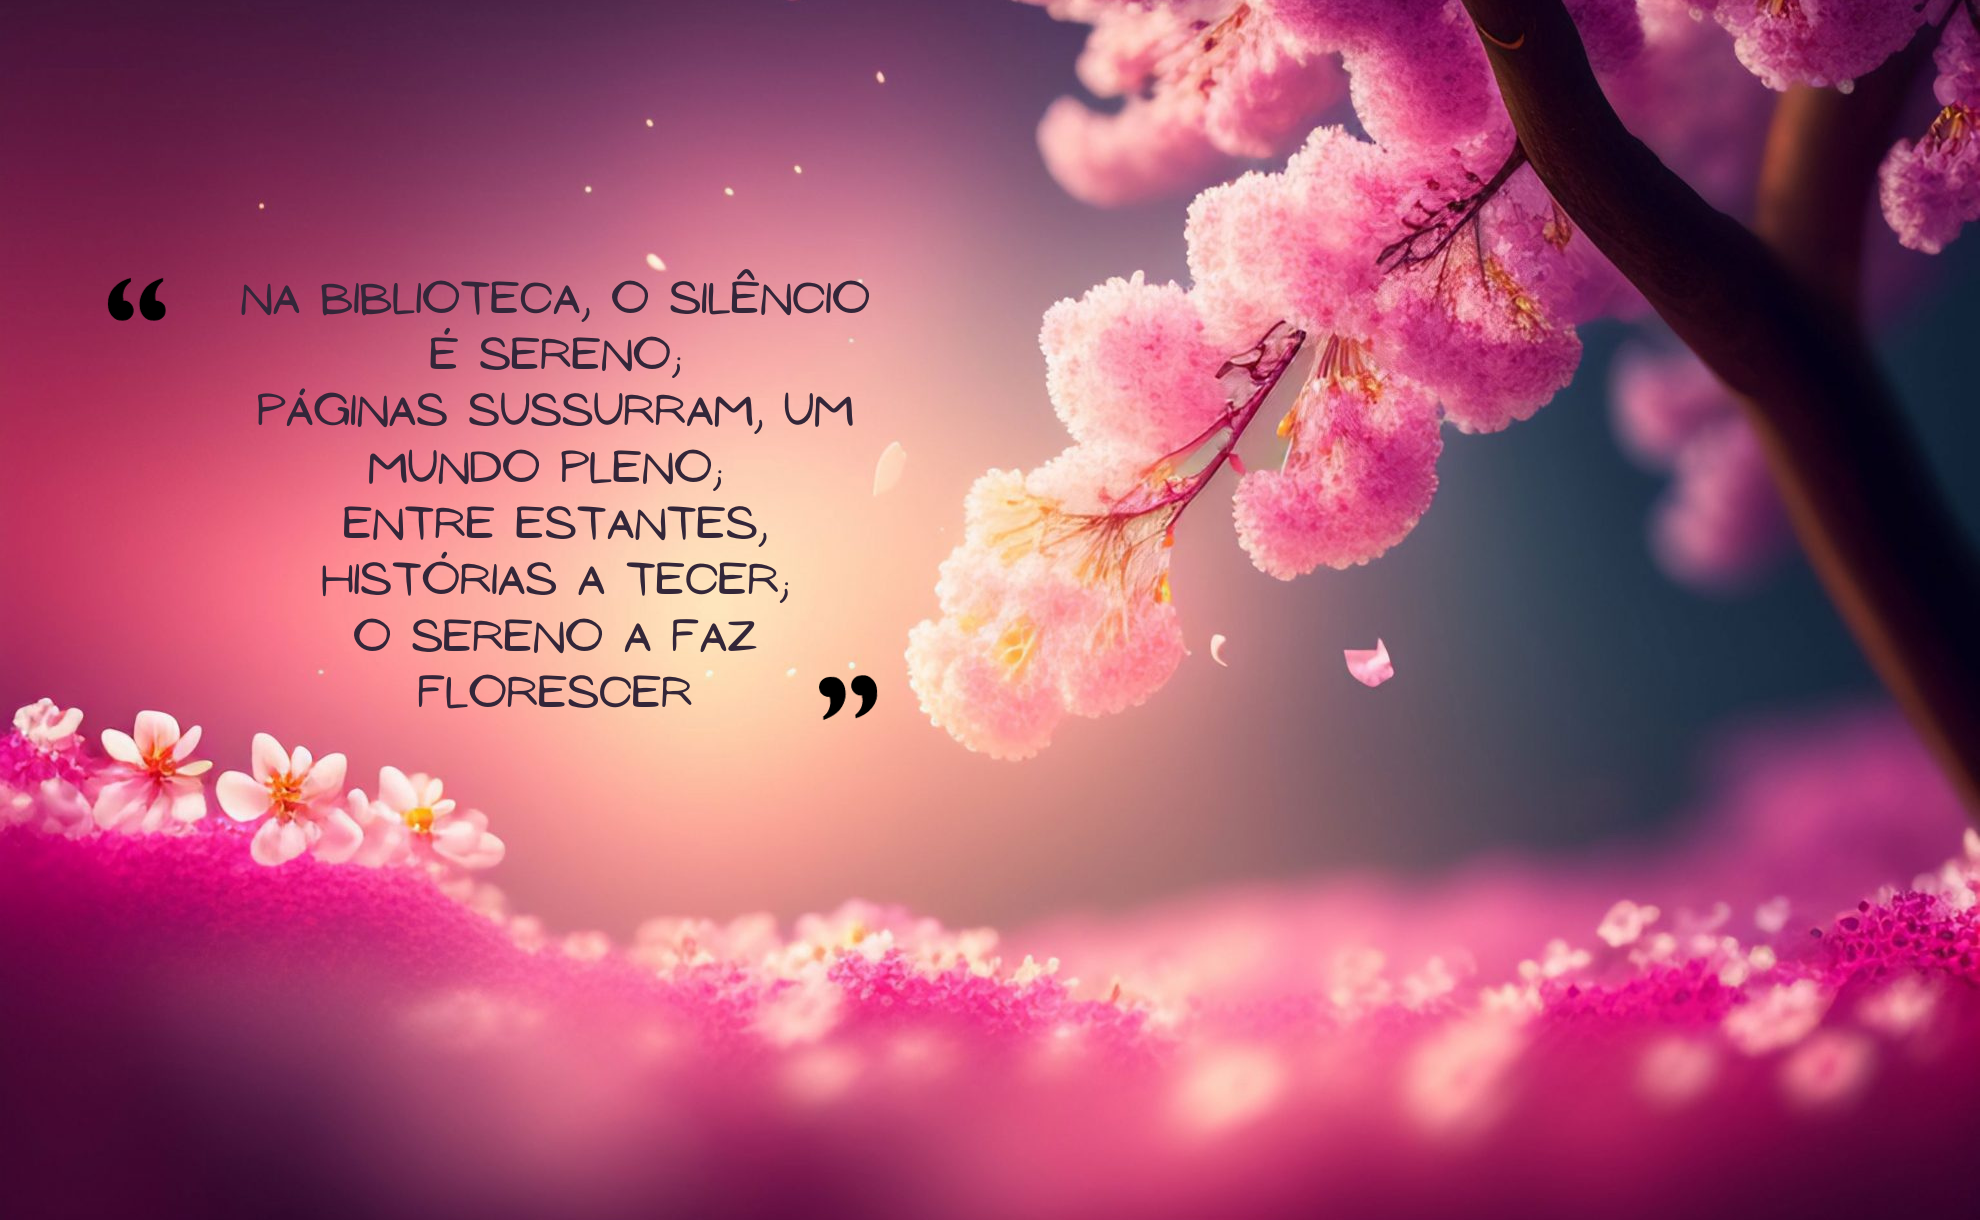 “ NA BIBLIOTECA, O SILÊNCIO
É SERENO;
PÁGINAS SUSSURRAM, UM
MUNDO PLENO;
ENTRE ESTANTES,
HISTÓRIAS A TECER;
O SERENO A FAZ
FLORESCER ”